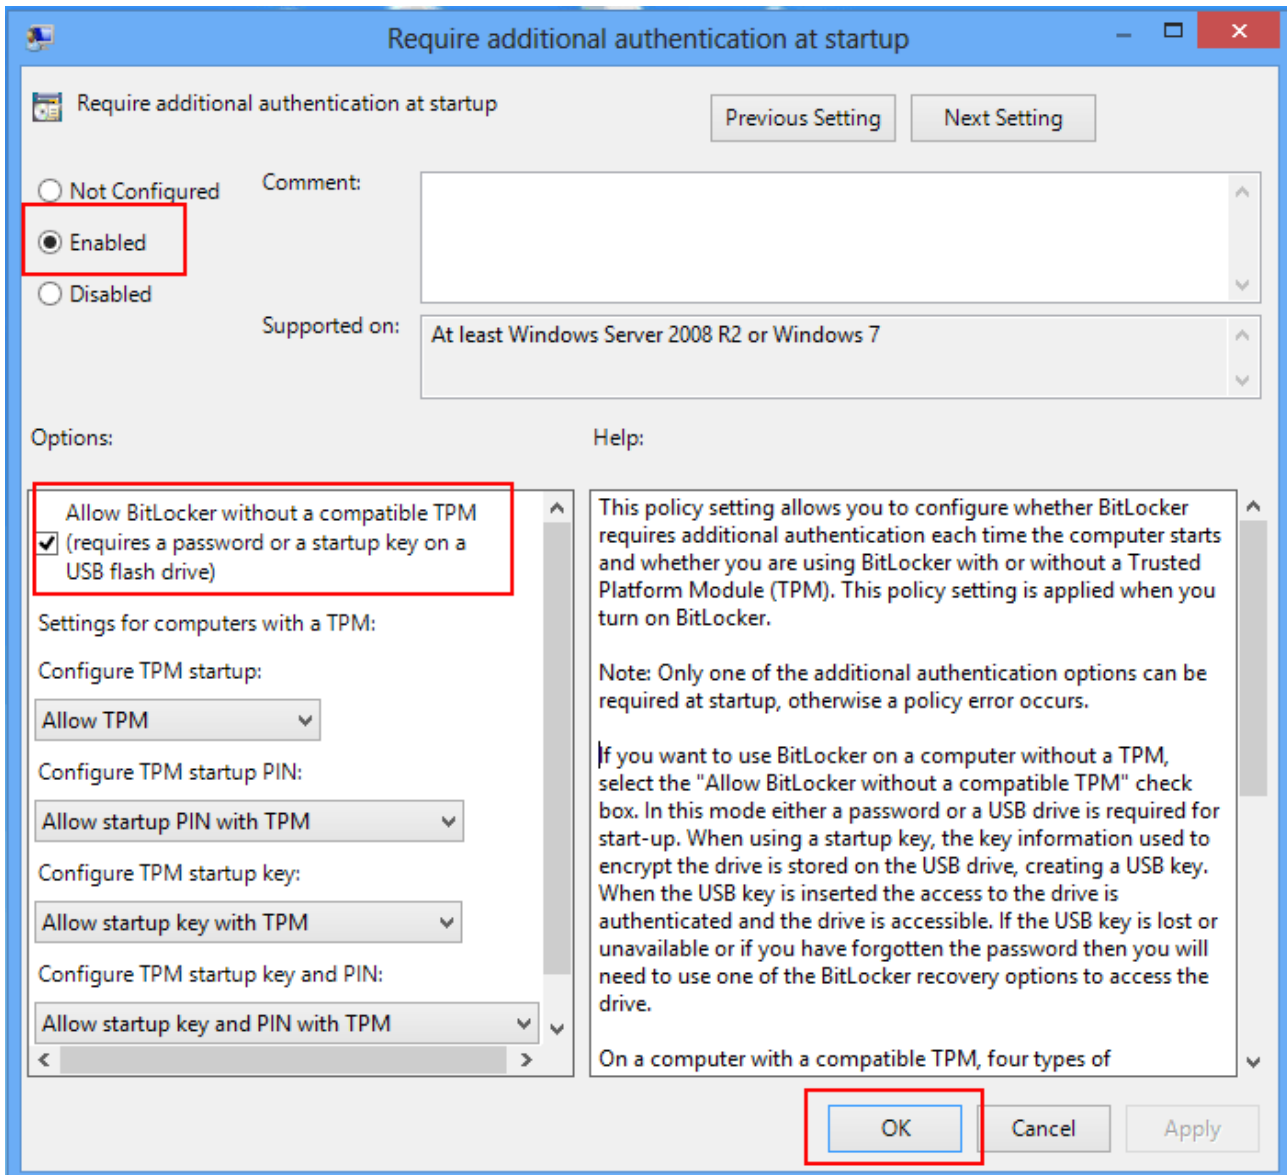 Require additional authentication at startup
Require additional authentication at startup
Previous Setting
Next Setting
Not Configured
Comment:
Enabled
Disabled
Supported on:
At least Windows Server 2008 R2 or Windows 7
Options:
Help:
Allow BitLocker without a compatible TPM
(requires a password or a startup key on a
USB flash drive)
Settings for computers with a TPM:
Configure TPM startup:
Allow TPM
Configure TPM startup PIN:
Allow startup PIN with TPM
Configure TPM startup key:
Allow startup key with TPM
Configure TPM startup key and PIN:
Allow startup key and PIN with TPM
This policy setting allows you to configure whether BitLocker
requires additional authentication each time the computer starts
and whether you are using BitLocker with or without a Trusted
Platform Module (TPM). This policy setting is applied when you
turn on BitLocker.
Note: Only one of the additional authentication options can be
required at startup, otherwise a policy error occurs.
If you want to use BitLocker on a computer without a TPM,
select the "Allow BitLocker without a compatible TPM" check
box. In this mode either a password or a USB drive is required for
start-up. When using a startup key, the key information used to
encrypt the drive is stored on the USB drive, creating a USB key.
When the USB key is inserted the access to the drive is
authenticated and the drive is accessible. If the USB key is lost or
unavailable or if you have forgotten the password then you will
need to use one of the BitLocker recovery options to access the
drive.
On a computer with a compatible TPM, four types of
OK
Cancel
Apply